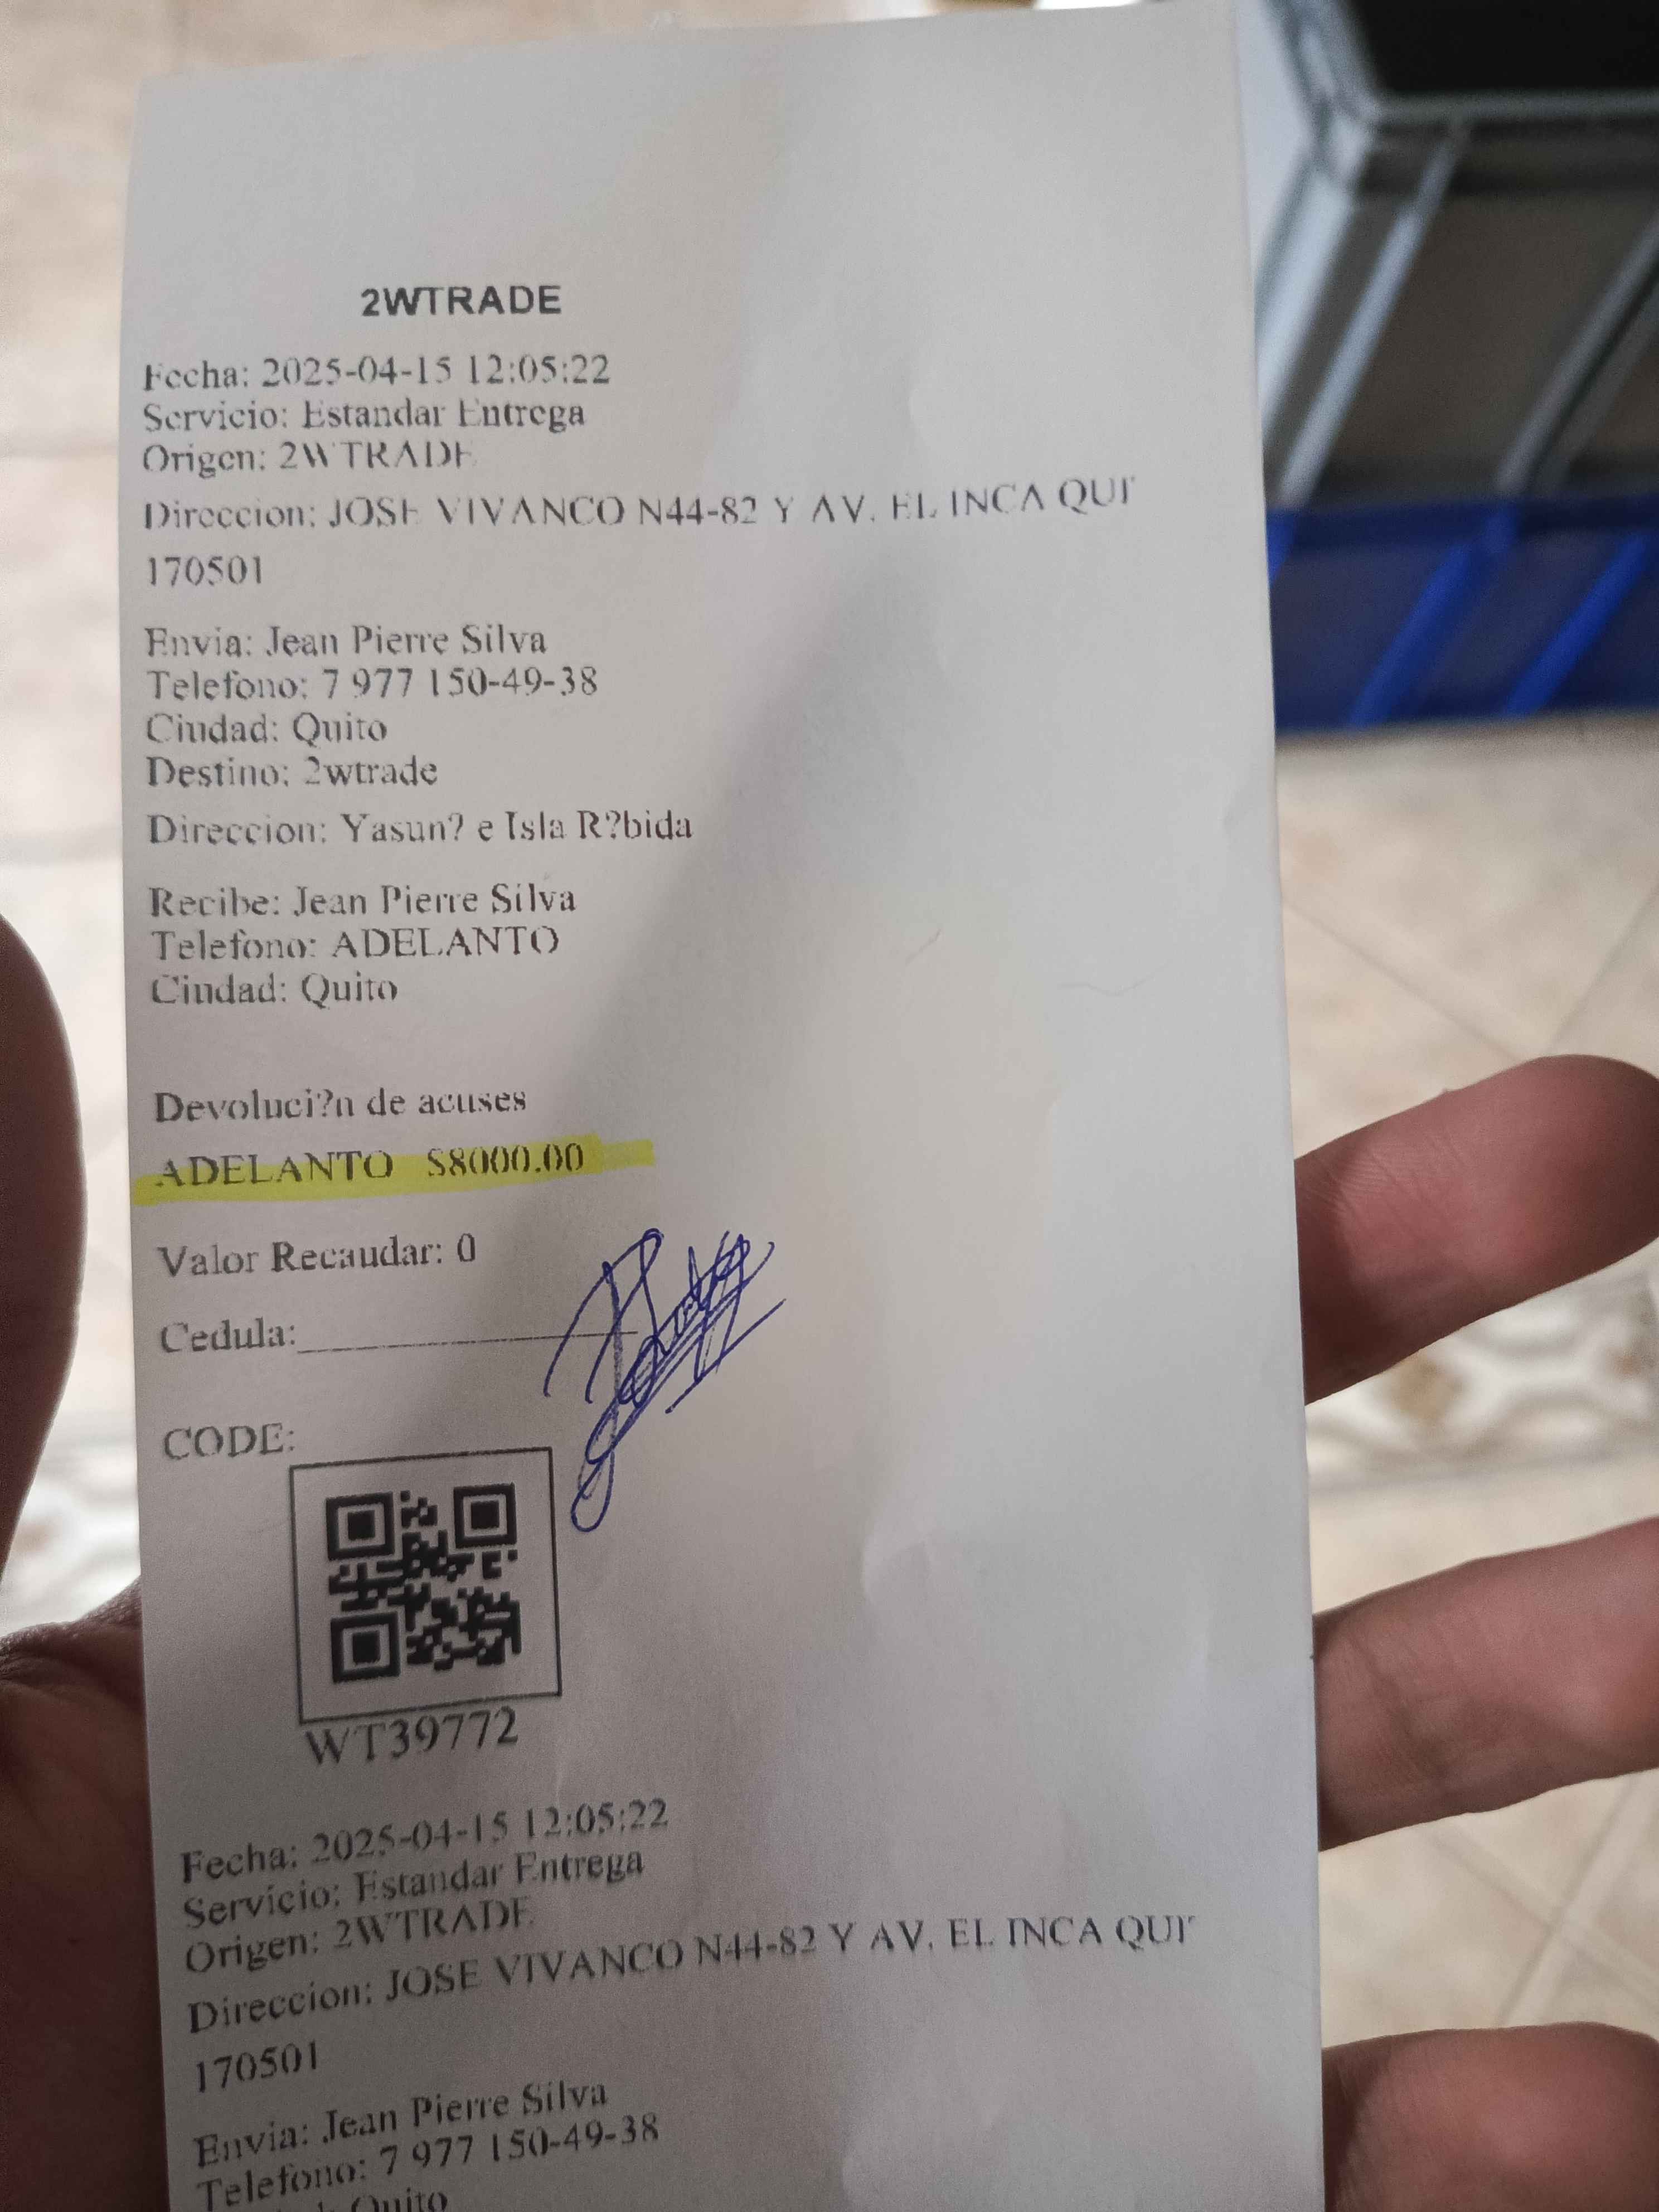 2WTRADE
Fecha: 2025-04-15 12:05:22
Servicio: Estandar Entrega
Origen: 2WTRADE
Direccion: JOSE VIVANCO N44-82 Y AV. EL INCA QUI
170501
Envia: Jean Pierre Silva
Telefono: 7 977 150-49-38
Ciudad: Quito
Destino: 2wtrade
Direccion: Yasun? e Isla R?bida
Recibe: Jean Pierre Silva
Telefono: ADELANTO
Ciudad: Quito
Devoluci?n de acuses
ADELANTO $8000.00
Valor Recaudar: 0
Cedula:
CODE:
WT39772
Fecha: 2025-04-15 12:05:22
Servicio: Estandar Entrega
Origen: 2WTRADE
Direccion: JOSE VIVANCO N44-82 Y AV. EL INCA QUI
170501
Envia: Jean Pierre Silva
Telefono: 7 977 150-49-38
Quito